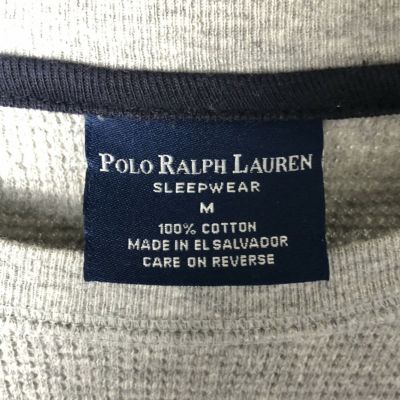 POLO RALPH LAUREN
SLEEPWEAR
M
100% COTTON
MADE IN EL SALVADOR
CARE ON REVERSE